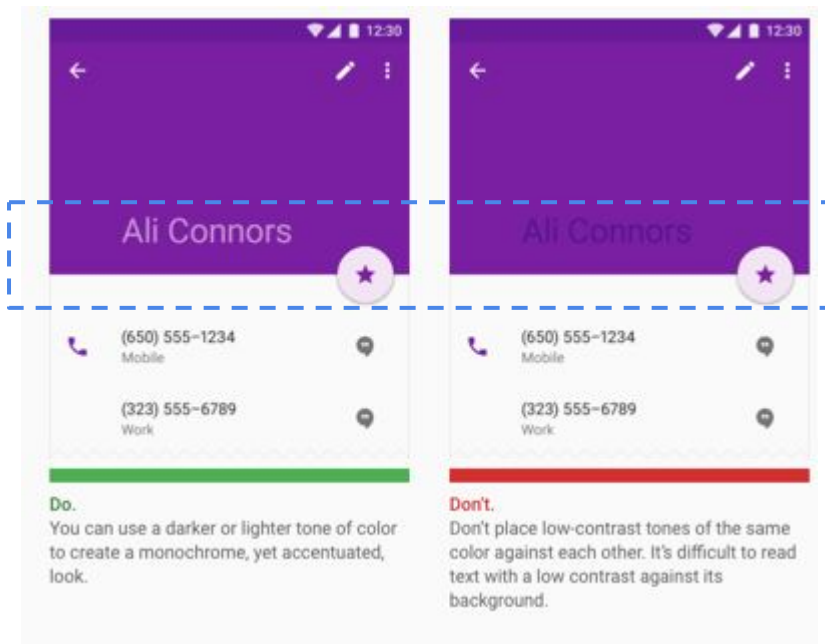 12:30
Ali Connors
(650) 555-1234
Mobile
(323) 555-6789
Work
Do.
You can use a darker or lighter tone of color
to create a monochrome, yet accentuated,
look.
12:30
Ali Connors
(650) 555-1234
Mobile
(323) 555-6789
Work
Don't.
Don't place low-contrast tones of the same
color against each other. It's difficult to read
text with a low contrast against its
background.